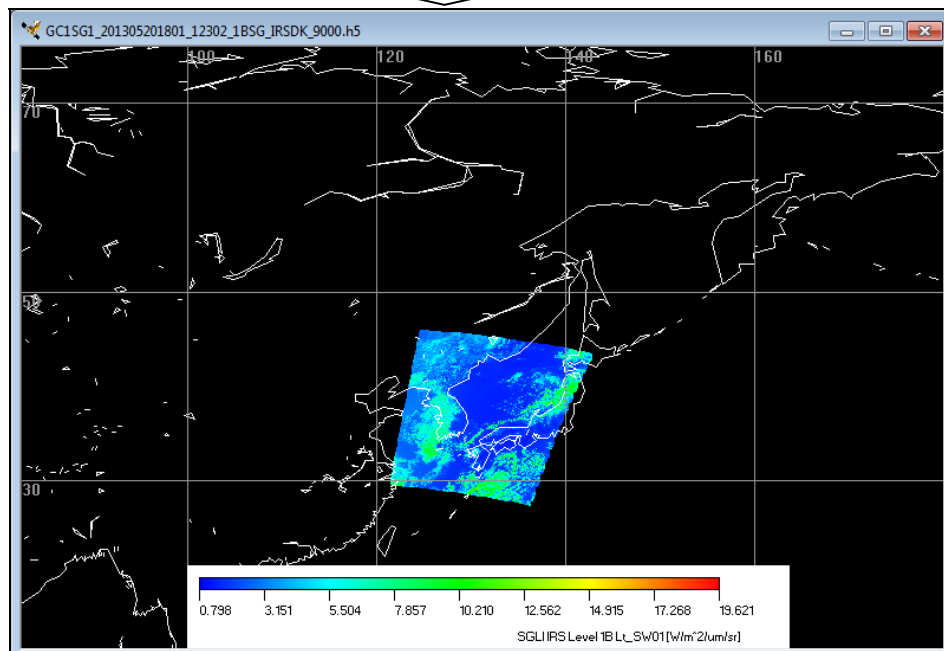 GC1SG1_201305201801_12302_1BSG_IRSDK_9000.h5
100 120 140 160
70
50
30
0.798 3.151 5.504 7.857 10.210 12.562 14.915 17.268 19.621
SGLI IRS Level 1B Lt_SW01[W/m^2/um/sr]